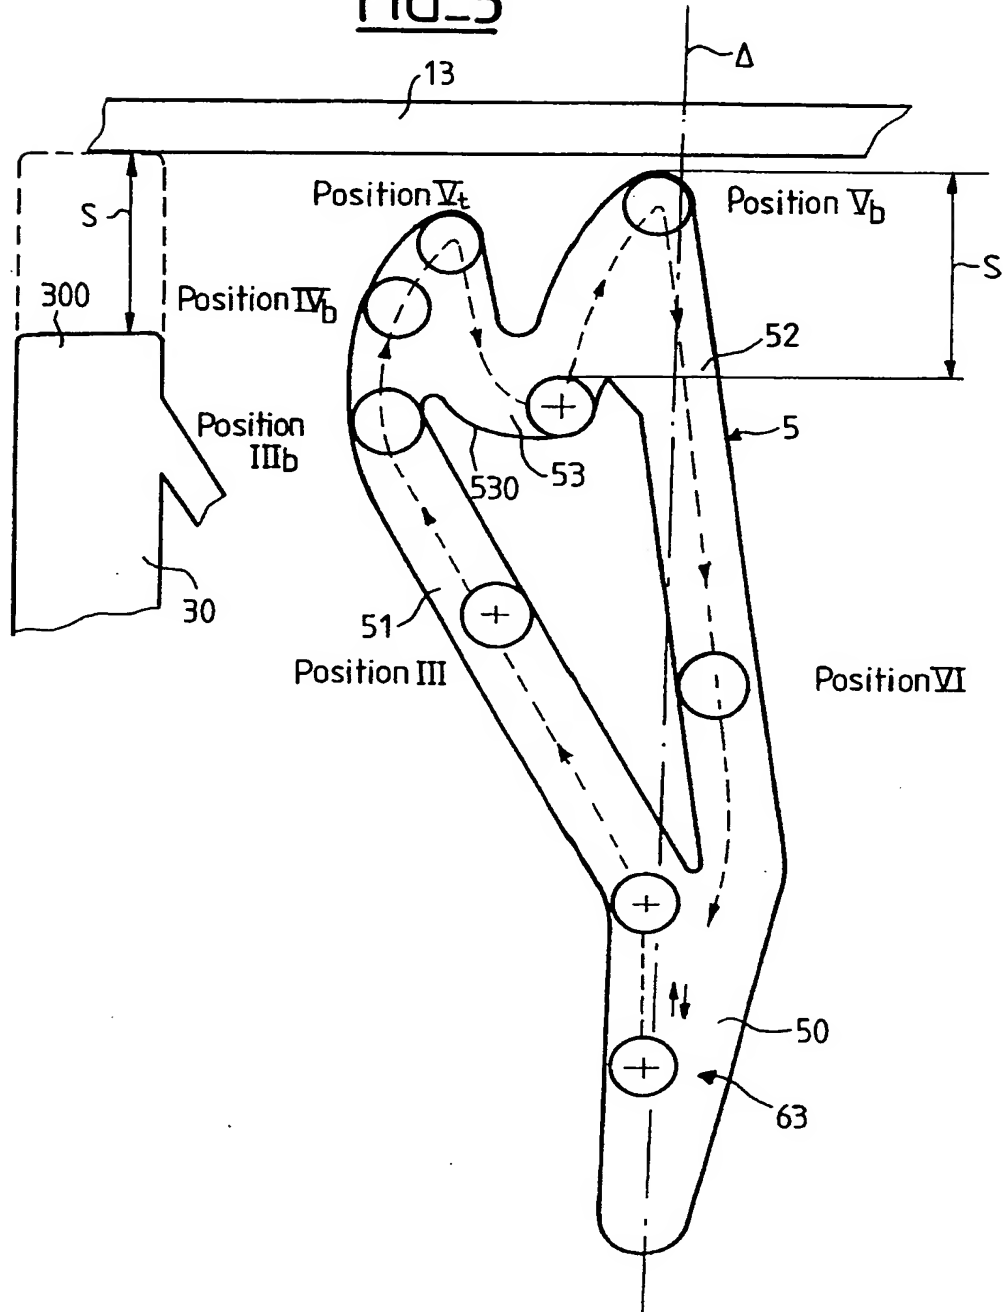 FIG_5
Δ
13
Position Vt
Position Vb
S
S
300
Position IVb
52
Position
IIIb
5
530
53
30
51
Position III
Position VI
50
63